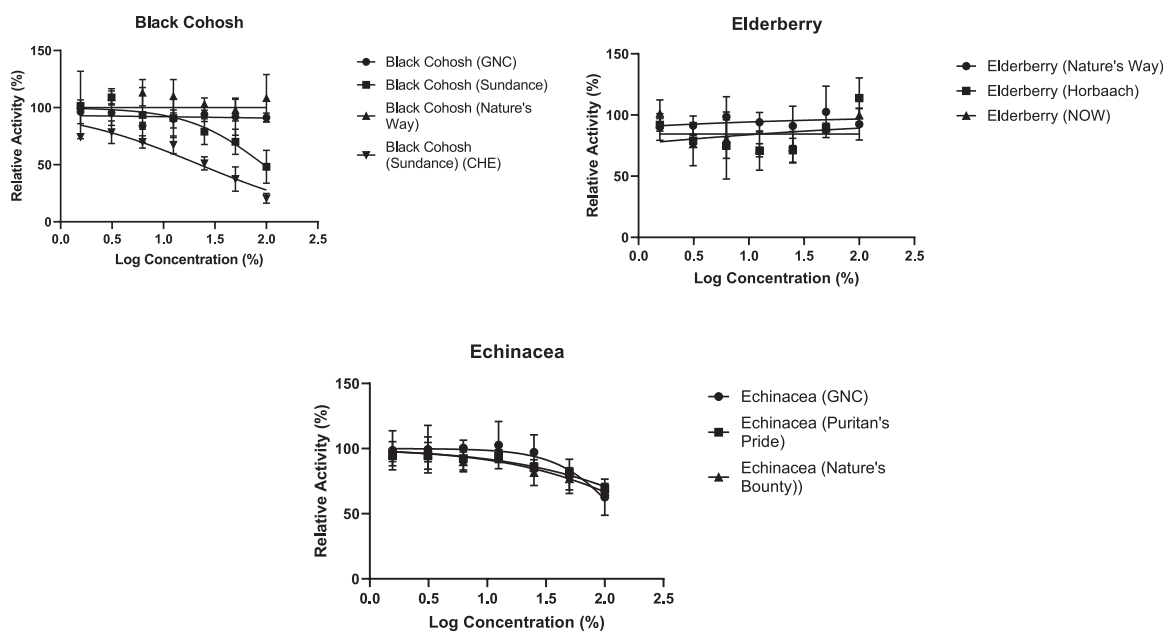 Black Cohosh
150
100
50
0
Relative Activity (%)
0.0 0.5 1.0 1.5 2.0 2.5
Log Concentration (%)
Black Cohosh (GNC)
Black Cohosh (Sundance)
Black Cohosh (Nature's
Way)
Black Cohosh
(Sundance) (CHE)
Elderberry
150
100
50
0
Relative Activity (%)
0.0 0.5 1.0 1.5 2.0 2.5
Log Concentration (%)
Elderberry (Nature's Way)
Elderberry (Horbaach)
Elderberry (NOW)
Echinacea
150
100
50
0
Relative Activity (%)
0.0 0.5 1.0 1.5 2.0 2.5
Log Concentration (%)
Echinacea (GNC)
Echinacea (Puritan's
Pride)
Echinacea (Nature's
Bounty))